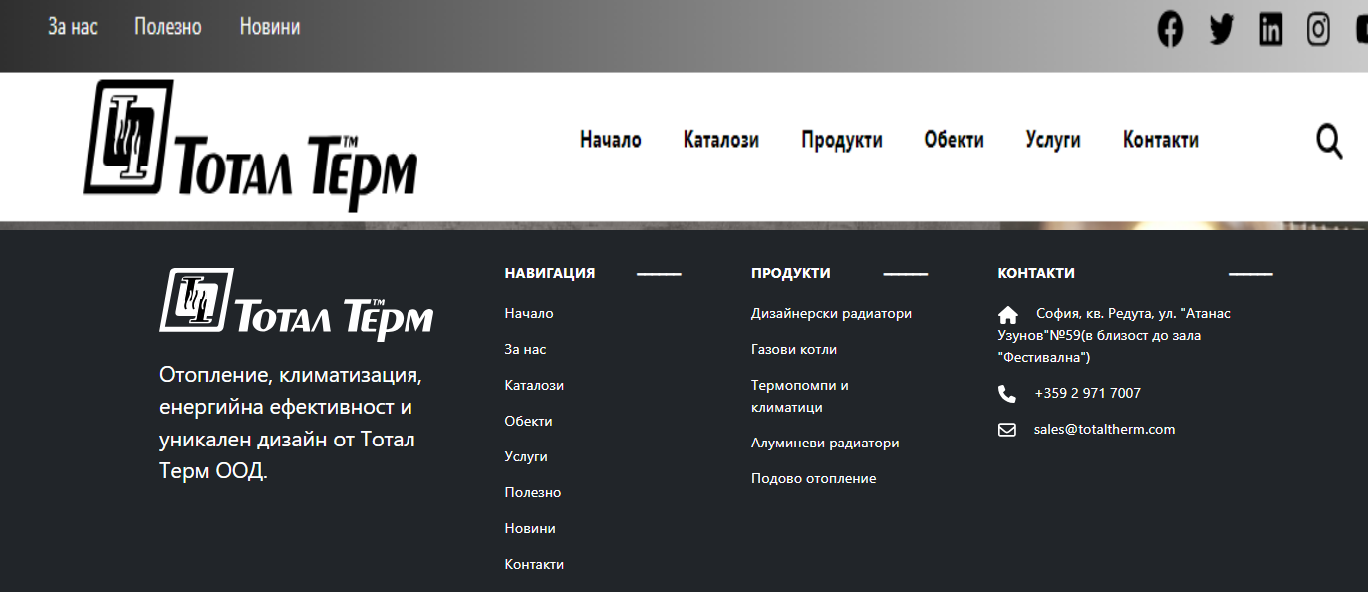 За нас Полезно Новини
Тотал Терм™
Начало Каталози Продукти Обекти Услуги Контакти
Тотал Терм™
Отопление, климатизация,
енергийна ефективност и
уникален дизайн от Тотал
Терм ООД.
НАВИГАЦИЯ
Начало
За нас
Каталози
Обекти
Услуги
Полезно
Новини
Контакти
ПРОДУКТИ
Дизайнерски радиатори
Газови котли
Термопомпи и
климатици
Алуминеви радиатори
Подово отопление
КОНТАКТИ
София, кв. Редута, ул. "Атанас
Узунов"№59(в близост до зала
"Фестивална")
+359 2 971 7007
sales@totaltherm.com